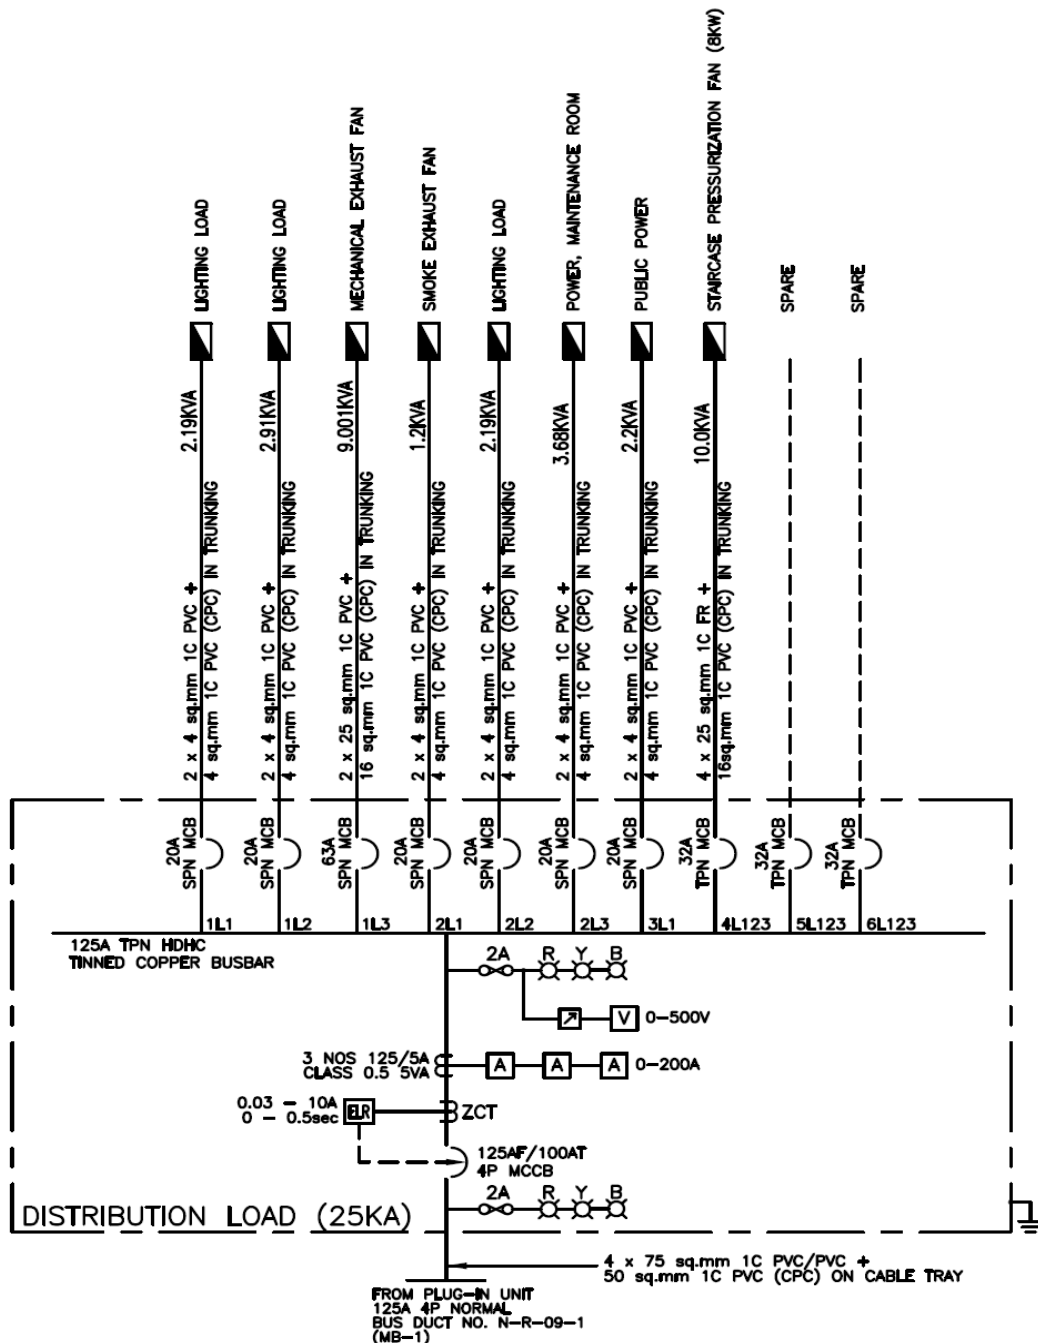 LIGHTING LOAD
LIGHTING LOAD
MECHANICAL EXHAUST FAN
SMOKE EXHAUST FAN
LIGHTING LOAD
POWER, MAINTENANCE ROOM
PUBLIC POWER
STAIRCASE PRESSURIZATION FAN (8KW)
SPARE
SPARE
2.19KVA
2.91KVA
9.001KVA
1.2KVA
2.19KVA
3.68KVA
2.2KVA
10.0KVA
2 x 4 sq.mm 1C PVC +
4 sq.mm 1C PVC (CPC) IN TRUNKING
2 x 4 sq.mm 1C PVC +
4 sq.mm 1C PVC (CPC) IN TRUNKING
2 x 25 sq.mm 1C PVC +
16 sq.mm 1C PVC (CPC) IN TRUNKING
2 x 4 sq.mm 1C PVC +
4 sq.mm 1C PVC (CPC) IN TRUNKING
2 x 4 sq.mm 1C PVC +
4 sq.mm 1C PVC (CPC) IN TRUNKING
2 x 4 sq.mm 1C PVC +
4 sq.mm 1C PVC (CPC) IN TRUNKING
2 x 4 sq.mm 1C PVC +
4 sq.mm 1C PVC (CPC) IN TRUNKING
4 x 25 sq.mm 1C FR +
16sq.mm 1C PVC (CPC) IN TRUNKING
20A
SPN MCB
20A
SPN MCB
63A
SPN MCB
20A
SPN MCB
20A
SPN MCB
20A
SPN MCB
20A
SPN MCB
32A
TPN MCB
32A
TPN MCB
32A
TPN MCB
1L1
1L2
1L3
2L1
2L2
2L3
3L1
4L123
5L123
6L123
125A TPN HDHC
TINNED COPPER BUSBAR
2A R Y B
V 0-500V
3 NOS 125/5A
CLASS 0.5 5VA
A A A 0-200A
0.03 - 10A
0 - 0.5sec
ELR
ZCT
125AF/100AT
4P MCCB
2A R Y B
DISTRIBUTION LOAD (25KA)
4 x 75 sq.mm 1C PVC/PVC +
50 sq.mm 1C PVC (CPC) ON CABLE TRAY
FROM PLUG-IN UNIT
125A 4P NORMAL
BUS DUCT NO. N-R-09-1
(MB-1)